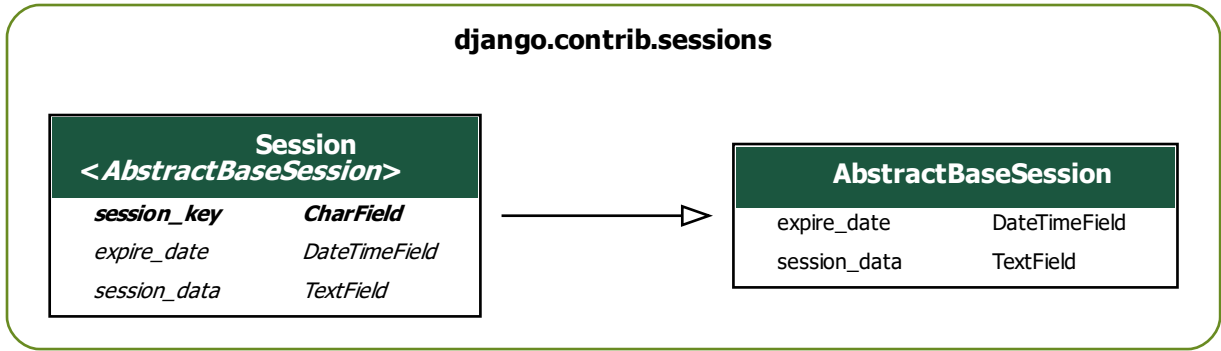 django.contrib.sessions
Session
<AbstractBaseSession>
session_key CharField
expire_date DateTimeField
session_data TextField
AbstractBaseSession
expire_date DateTimeField
session_data TextField